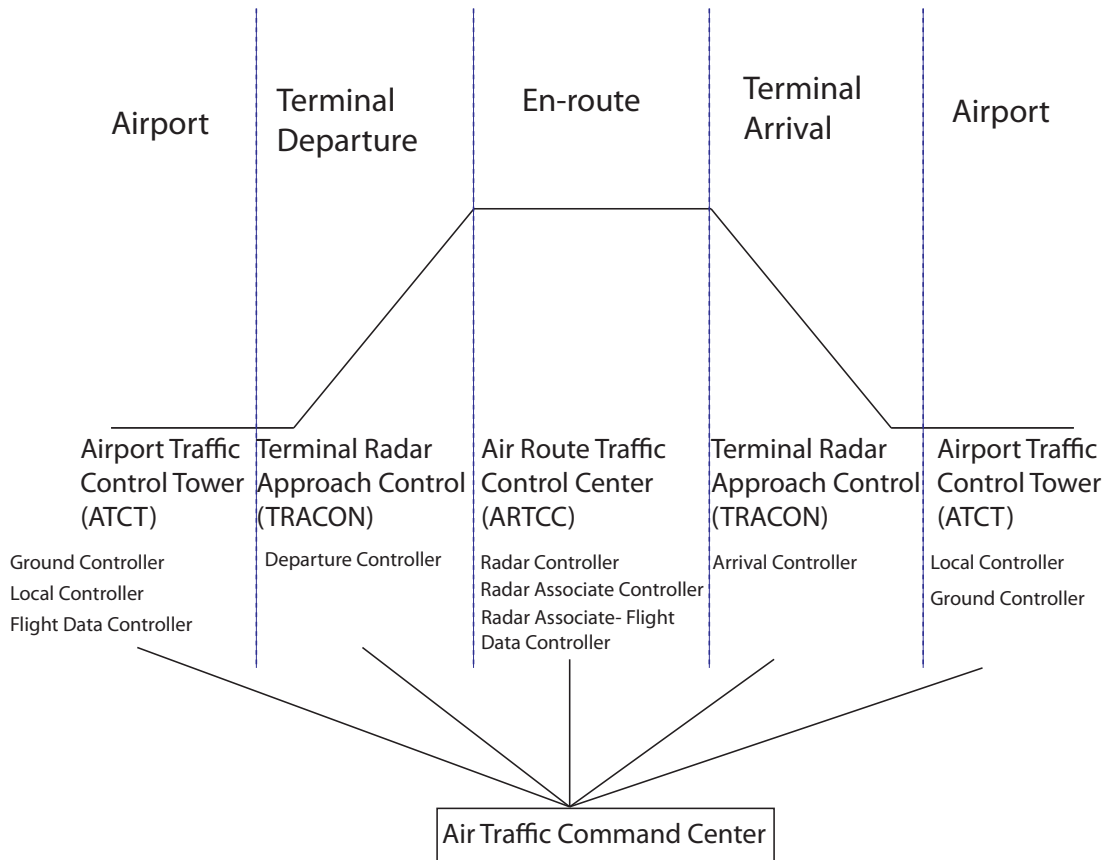 Airport
Terminal
Departure
En-route
Terminal
Arrival
Airport
Airport Traffic
Control Tower
(ATCT)
Ground Controller
Local Controller
Flight Data Controller
Terminal Radar
Approach Control
(TRACON)
Departure Controller
Air Route Traffic
Control Center
(ARTCC)
Radar Controller
Radar Associate Controller
Radar Associate- Flight
Data Controller
Terminal Radar
Approach Control
(TRACON)
Arrival Controller
Airport Traffic
Control Tower
(ATCT)
Local Controller
Ground Controller
Air Traffic Command Center